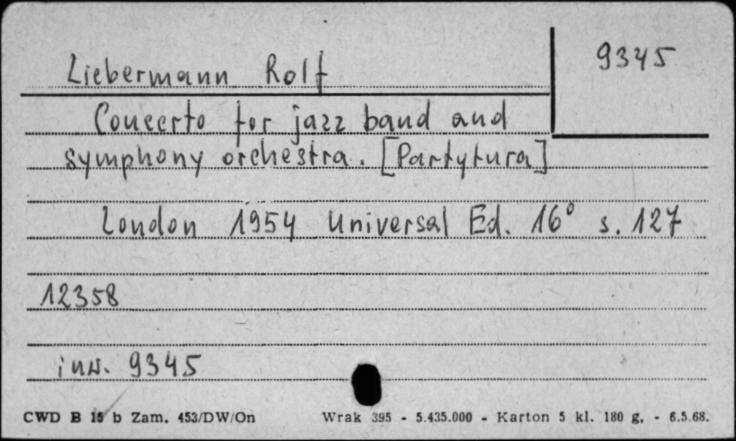 Liebermann Rolf
9345
Concerto for jazz band and
symphony orchestra. [Partytura]
London 1954 Universal Ed. 16° s. 127
12358
inw. 9345
CWD B 15 b Zam. 453/DW/On Wrak 395 - 5.435.000 - Karton 5 kl. 180 g. - 6.5.68.